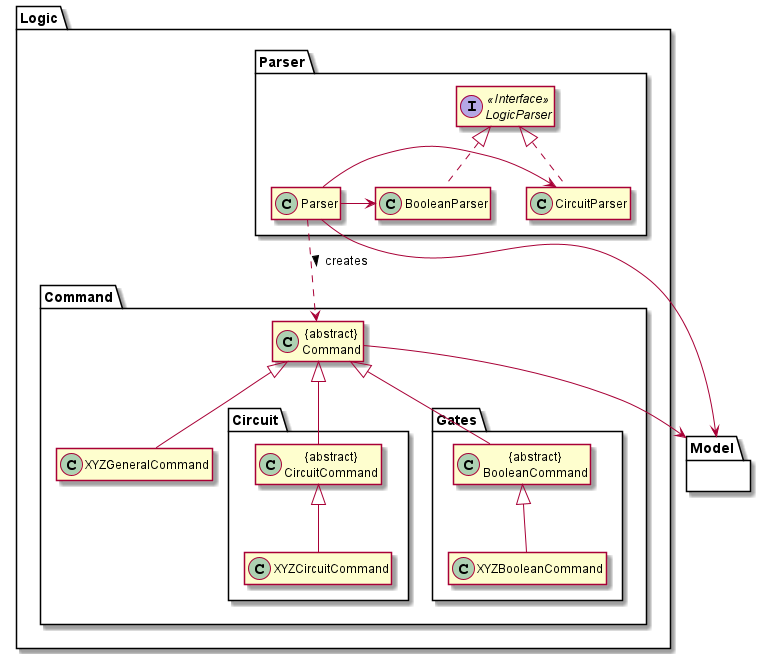 Logic
Parser
I
«Interface»
LogicParser
C Parser
C BooleanParser
C CircuitParser
creates
Command
C
{abstract}
Command
Circuit
Gates
Model
C XYZGeneralCommand
C
{abstract}
CircuitCommand
C
{abstract}
BooleanCommand
C XYZCircuitCommand
C XYZBooleanCommand